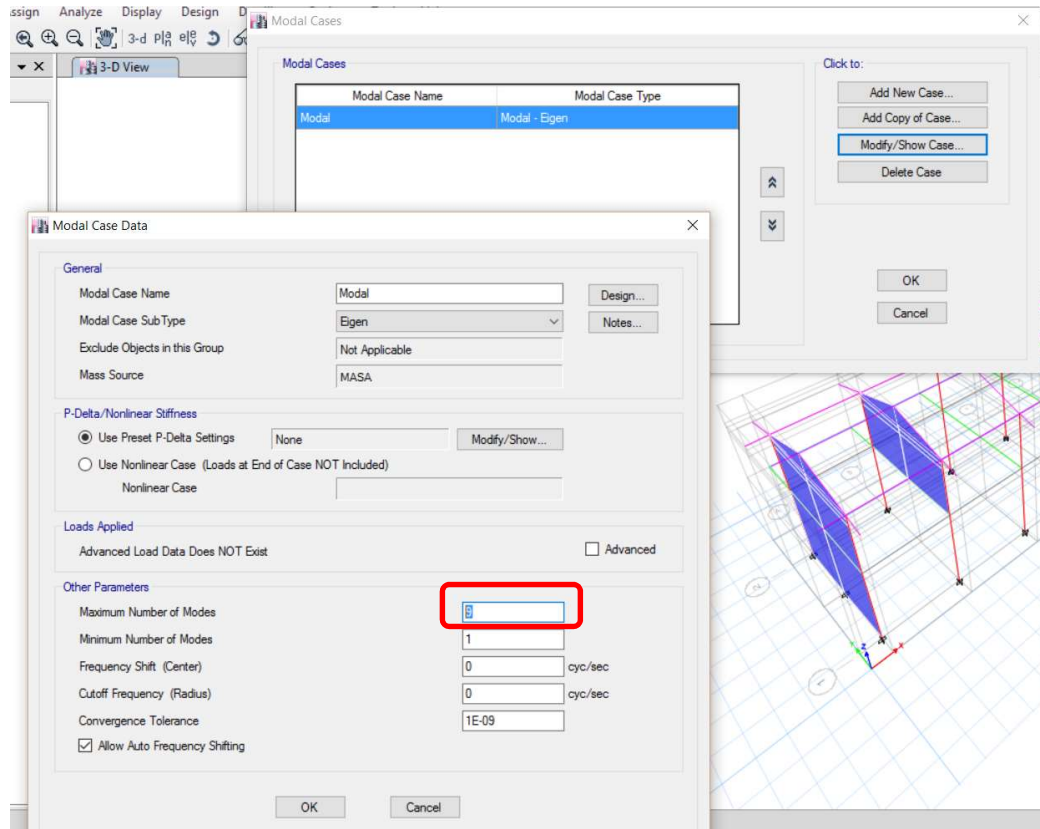 ssign Analyze Display Design D
Modal Cases
3-d
3-D View
Modal Cases
Modal Case Name Modal Case Type
Modal Modal - Eigen
Click to:
Add New Case...
Add Copy of Case...
Modify/Show Case...
Delete Case
OK
Cancel
Modal Case Data
General
Modal Case Name Modal Design...
Modal Case SubType Eigen Notes...
Exclude Objects in this Group Not Applicable
Mass Source MASA
P-Delta/Nonlinear Stiffness
Use Preset P-Delta Settings None Modify/Show...
Use Nonlinear Case (Loads at End of Case NOT Included)
Nonlinear Case
Loads Applied
Advanced Load Data Does NOT Exist Advanced
Other Parameters
Maximum Number of Modes 9
Minimum Number of Modes 1
Frequency Shift (Center) 0 cyc/sec
Cutoff Frequency (Radius) 0 cyc/sec
Convergence Tolerance 1E-09
Allow Auto Frequency Shifting
OK Cancel
Z X